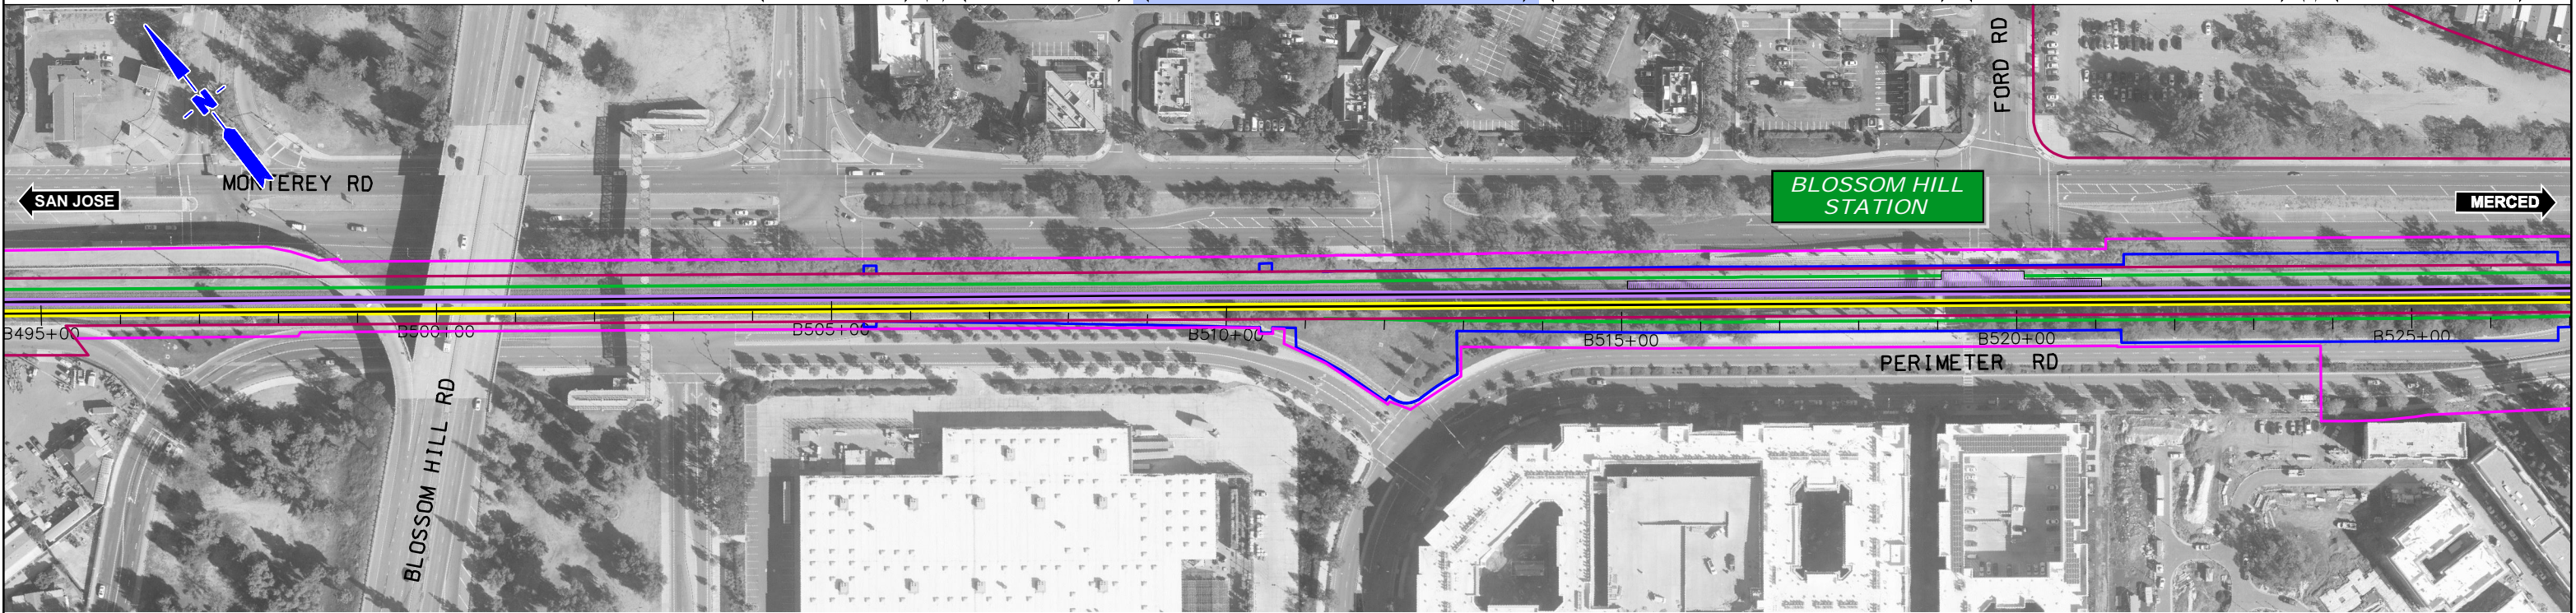 FORD RD
N
MONTEREY RD
SAN JOSE
BLOSSOM HILL
STATION
MERCED
B495+00
B500+00
B505+00
B510+00
B515+00
B520+00
B525+00
PERIMETER RD
BLOSSOM HILL RD